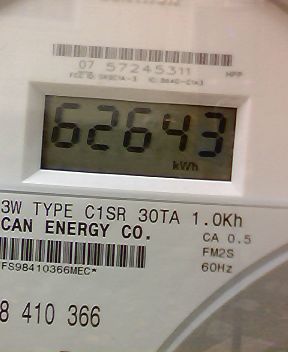 07 57245311 MPP
62643
kWh
3W TYPE C1SR 30TA 1.0Kh
CAN ENERGY CO. CA 0.5
FM2S
FS98410366MEC* 60Hz
8 410 366